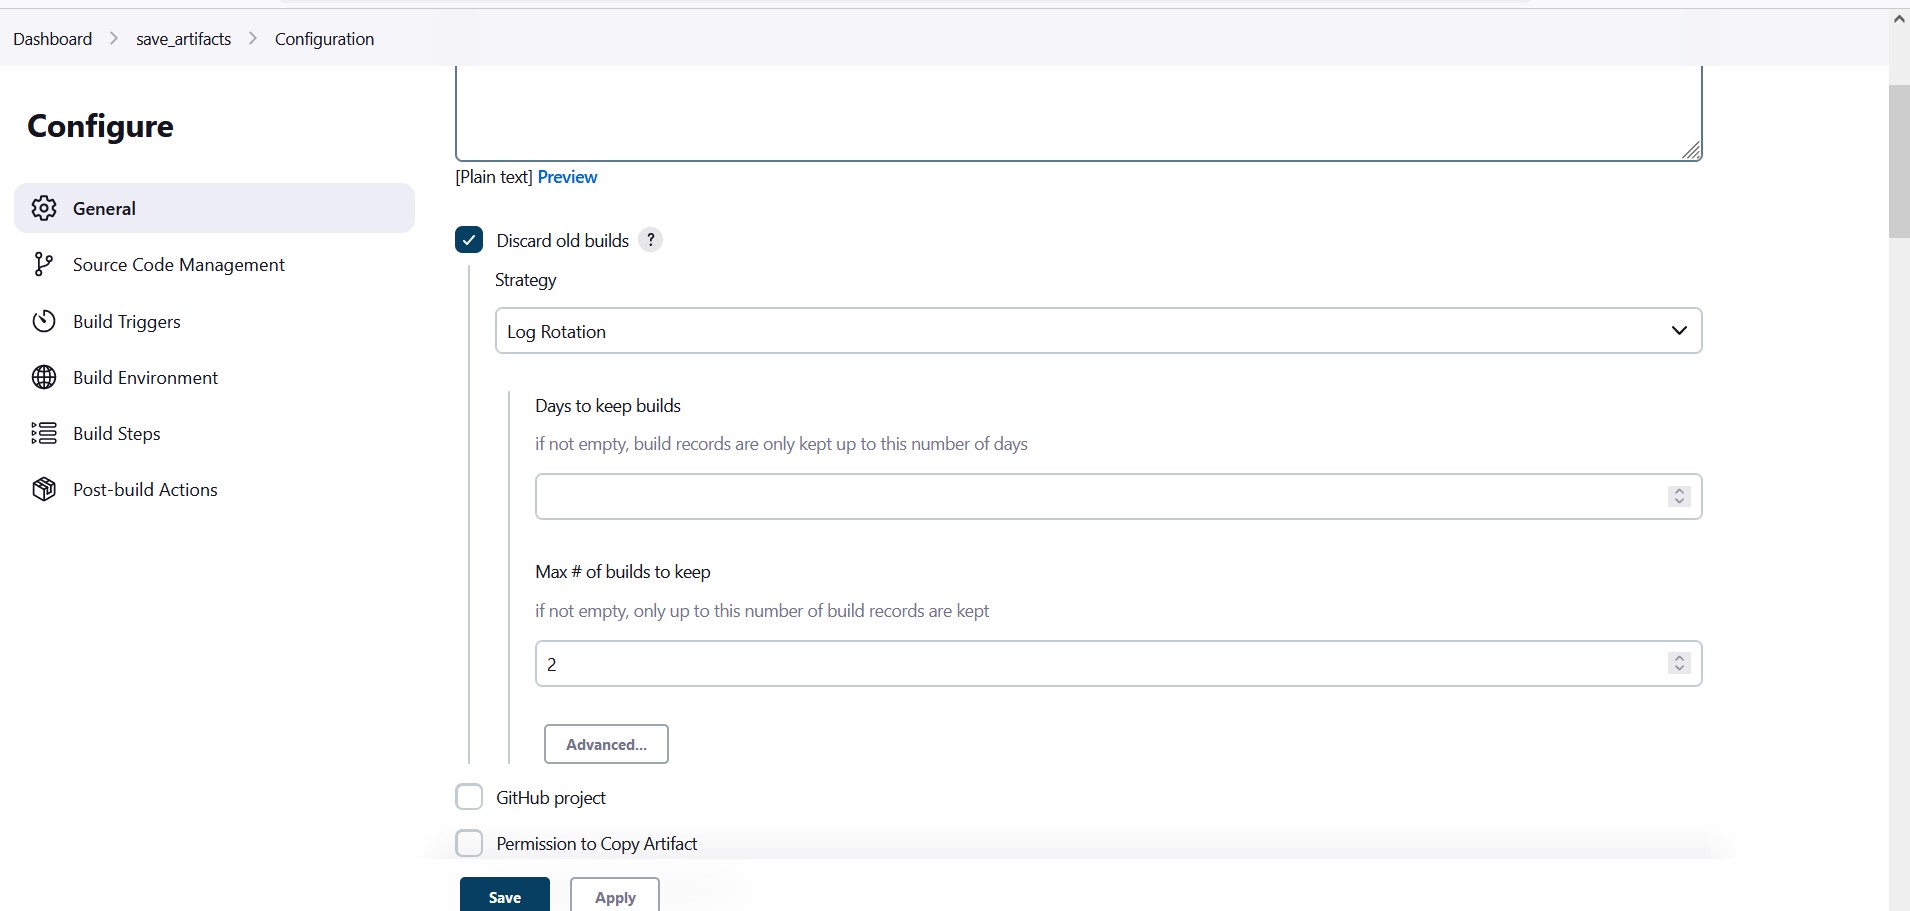 Dashboard > save_artifacts > Configuration
Configure
General
Source Code Management
Build Triggers
Build Environment
Build Steps
Post-build Actions
[Plain text] Preview
Discard old builds ?
Strategy
Log Rotation
Days to keep builds
if not empty, build records are only kept up to this number of days
Max # of builds to keep
if not empty, only up to this number of build records are kept
2
Advanced...
GitHub project
Permission to Copy Artifact
Save
Apply